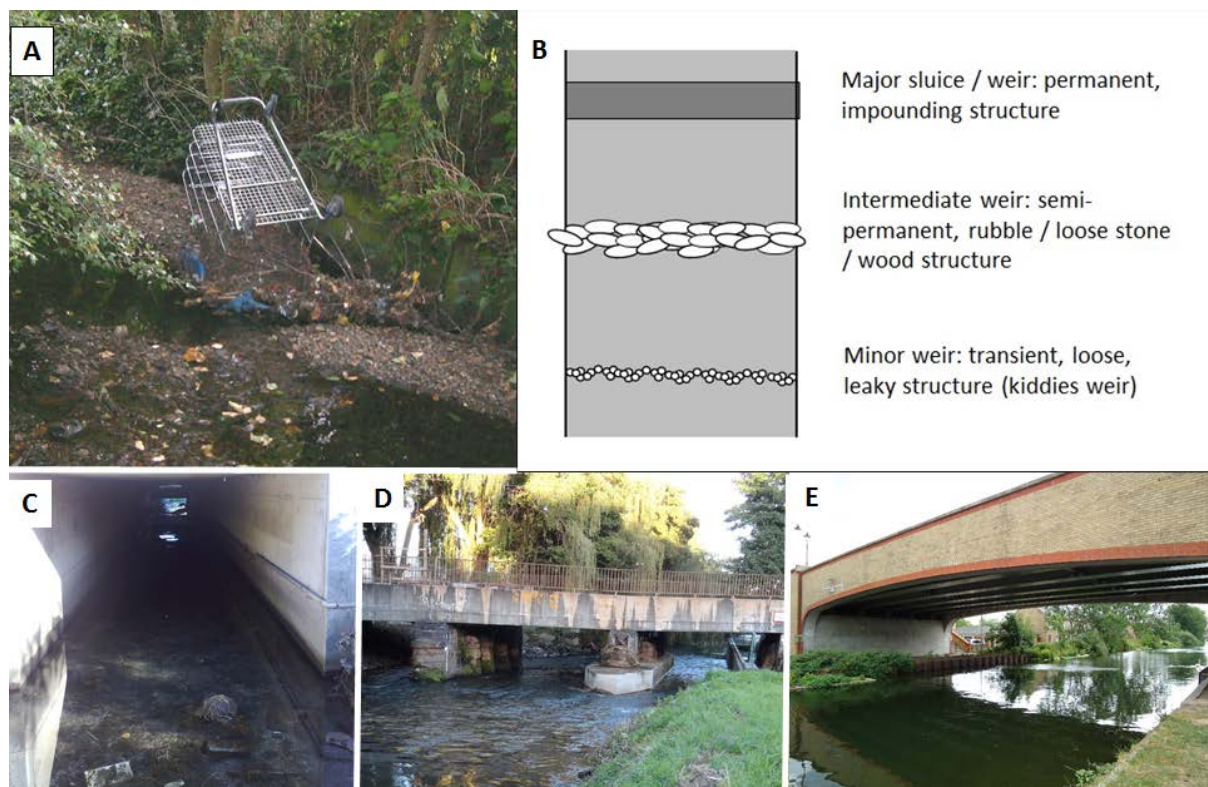 A
B
Major sluice / weir: permanent,
impounding structure
Intermediate weir: semi-
permanent, rubble / loose stone
/ wood structure
Minor weir: transient, loose,
leaky structure (kiddies weir)
C
D
E